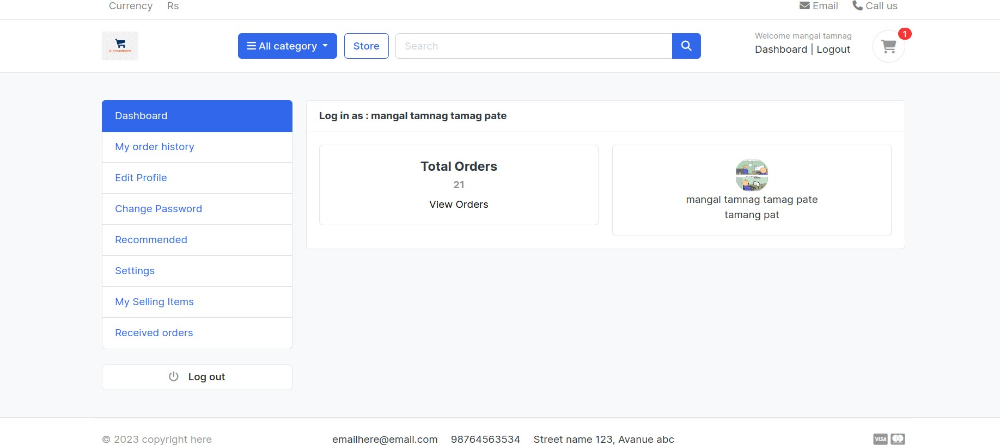 Currency Rs Email Call us
E-COMMERCE
All category Store Search
Welcome mangal tamnag
Dashboard | Logout
1
Dashboard
My order history
Edit Profile
Change Password
Recommended
Settings
My Selling Items
Received orders
Log out
Log in as : mangal tamnag tamag pate
Total Orders
21
View Orders
mangal tamnag tamag pate
tamang pat
© 2023 copyright here emailhere@email.com 98764563534 Street name 123, Avanue abc VISA